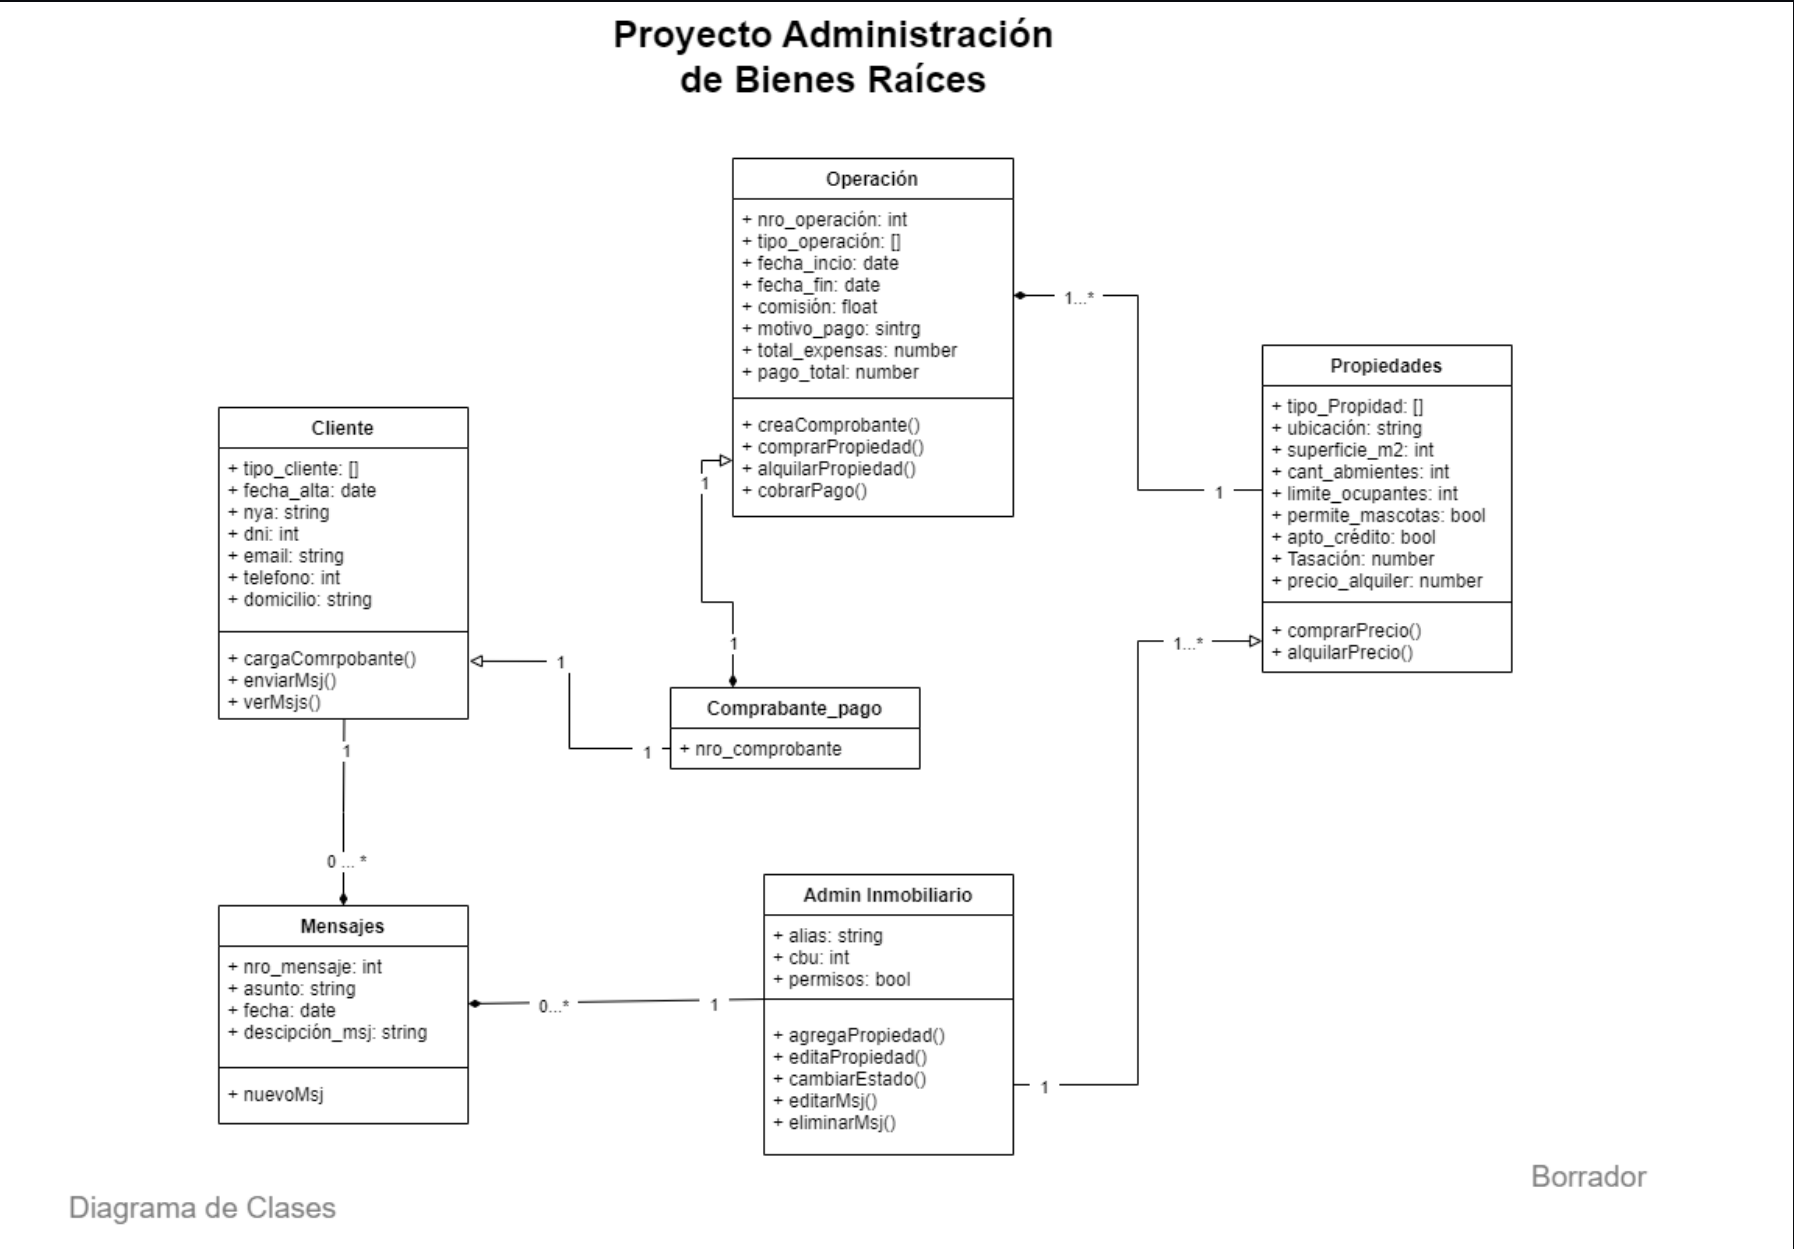 Proyecto Administración
de Bienes Raíces
Operación
+ nro_operación: int
+ tipo_operación: []
+ fecha_incio: date
+ fecha_fin: date
+ comisión: float
+ motivo_pago: sintrg
+ total_expensas: number
+ pago_total: number
+ creaComprobante()
+ comprarPropiedad()
+ alquilarPropiedad()
+ cobrarPago()
1...*
1
Propiedades
+ tipo_Propidad: []
+ ubicación: string
+ superficie_m2: int
+ cant_abmientes: int
+ limite_ocupantes: int
+ permite_mascotas: bool
+ apto_crédito: bool
+ Tasación: number
+ precio_alquiler: number
+ comprarPrecio()
+ alquilarPrecio()
Cliente
+ tipo_cliente: []
+ fecha_alta: date
+ nya: string
+ dni: int
+ email: string
+ telefono: int
+ domicilio: string
+ cargaComrpobante()
+ enviarMsj()
+ verMsjs()
1
1
1
1
Comprabante_pago
+ nro_comprobante
1...*
1
0 ... *
Mensajes
+ nro_mensaje: int
+ asunto: string
+ fecha: date
+ descipción_msj: string
+ nuevoMsj
0...*
1
Admin Inmobiliario
+ alias: string
+ cbu: int
+ permisos: bool
+ agregaPropiedad()
+ editaPropiedad()
+ cambiarEstado()
+ editarMsj()
+ eliminarMsj()
1
Borrador
Diagrama de Clases